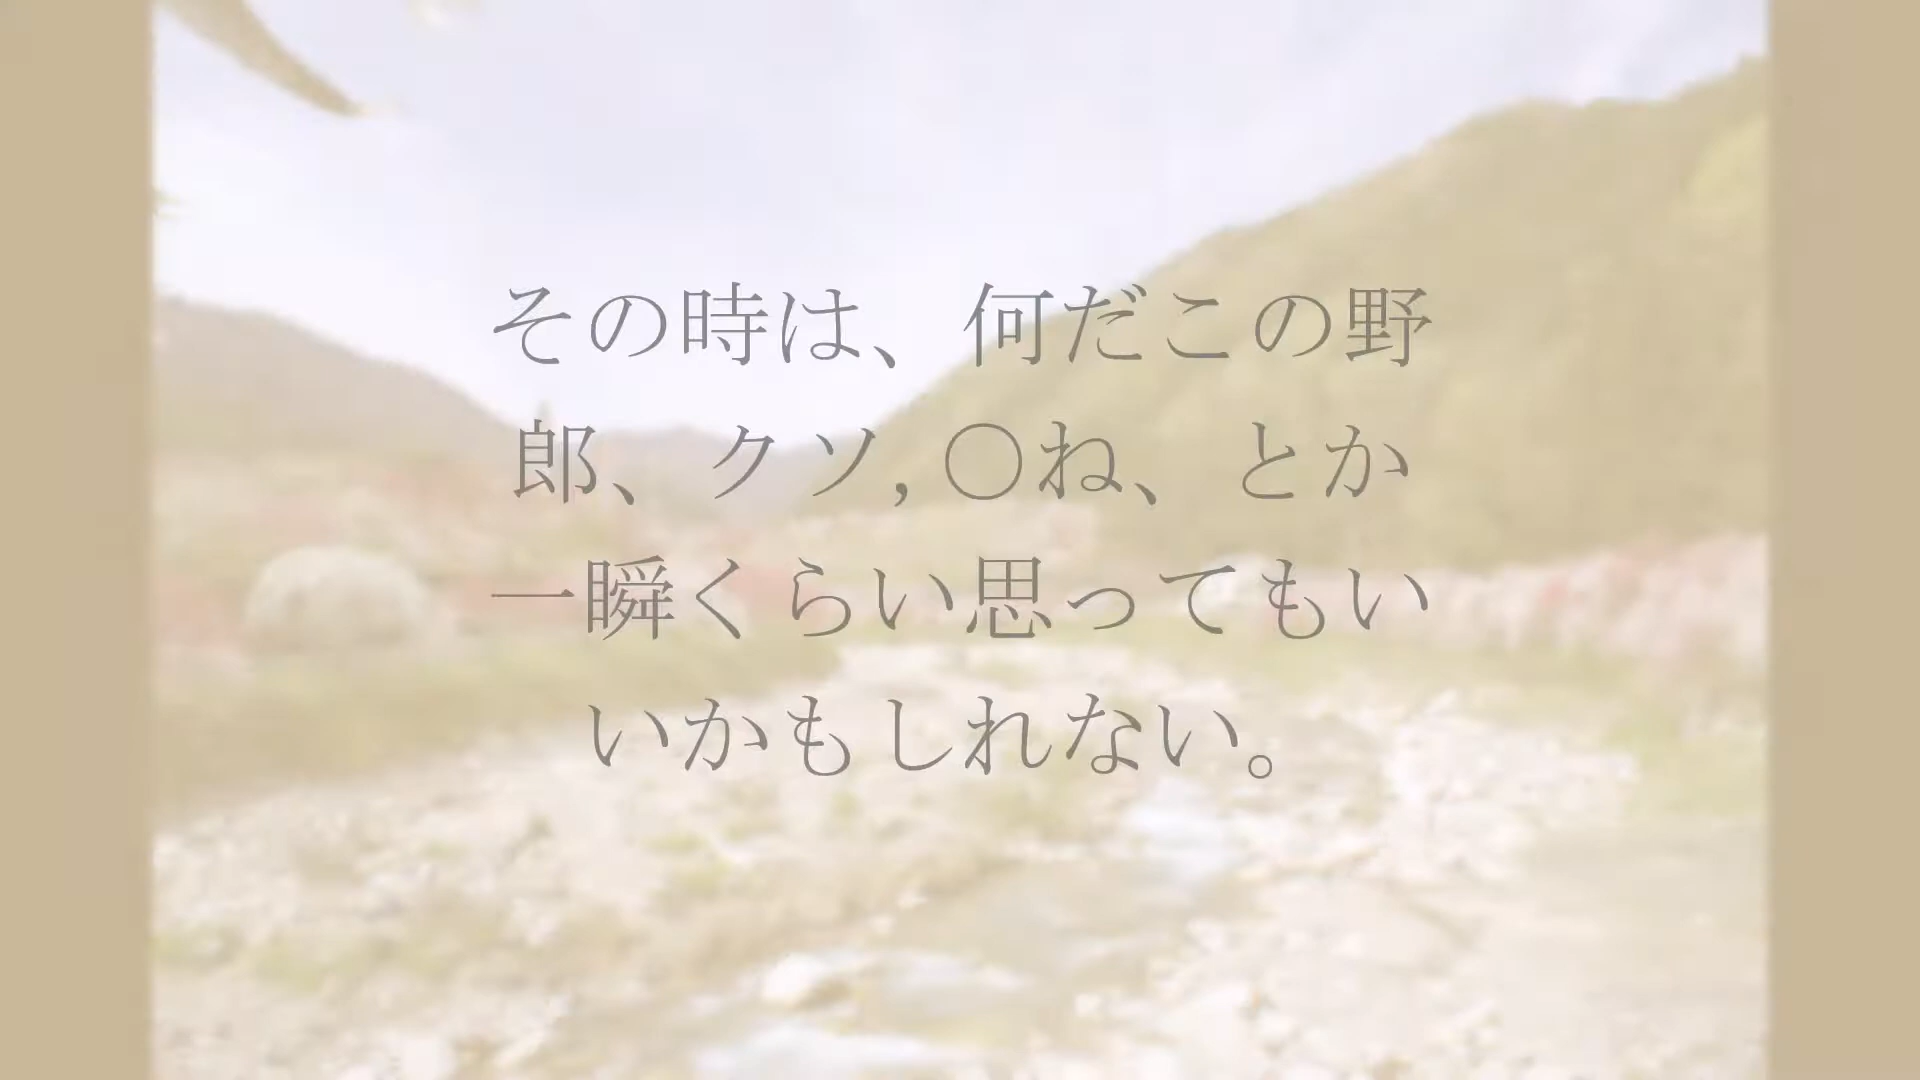 その時は、何だこの野
郎、クソ,〇ね、とか
一瞬くらい思ってもい
いかもしれない。